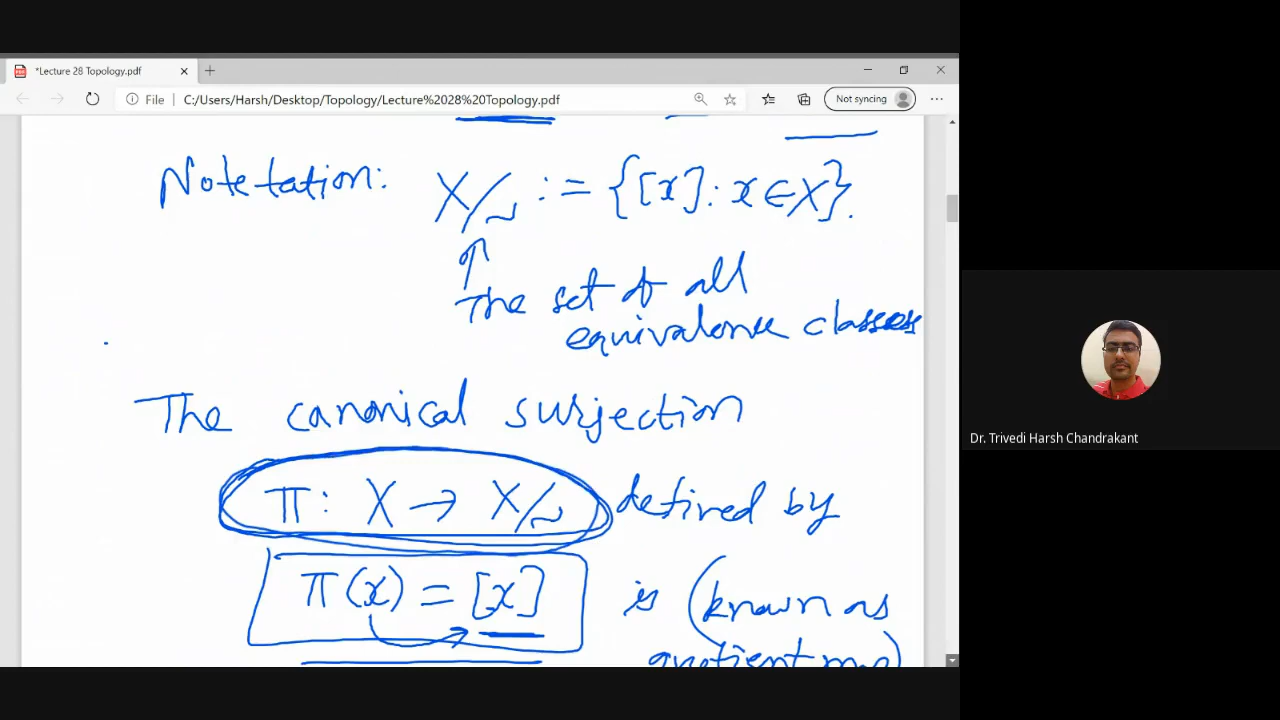 *Lecture 28 Topology.pdf
File C:/Users/Harsh/Desktop/Topology/Lecture%2028%20Topology.pdf
Not syncing
Notetation: X/~ := {[x]: x∈X}.
The set of all
equivalence classes
The canonical surjection
π: X → X/~ defined by
π(x) = [x] is (known as
quotient map)
Dr. Trivedi Harsh Chandrakant